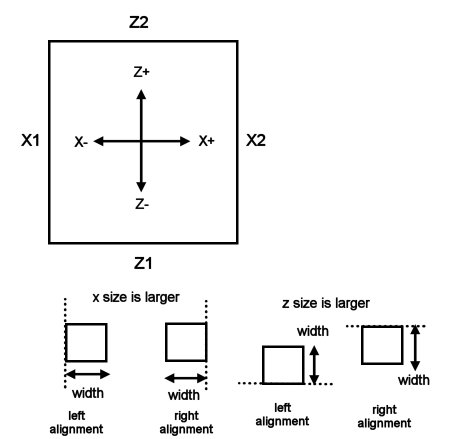 Z2
Z+
X1
X-
X+
X2
Z-
Z1
x size is larger
z size is larger
width
width
width
width
left
alignment
right
alignment
left
alignment
right
alignment